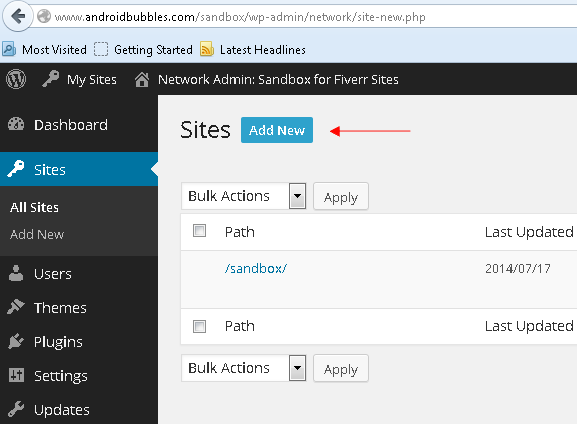 www.androidbubbles.com/sandbox/wp-admin/network/site-new.php
Most Visited Getting Started Latest Headlines
My Sites Network Admin: Sandbox for Fiverr Sites
Dashboard
Sites
All Sites
Add New
Users
Themes
Plugins
Settings
Updates
Sites Add New
Bulk Actions Apply
Path Last Updated
/sandbox/ 2014/07/17
Path Last Updated
Bulk Actions Apply